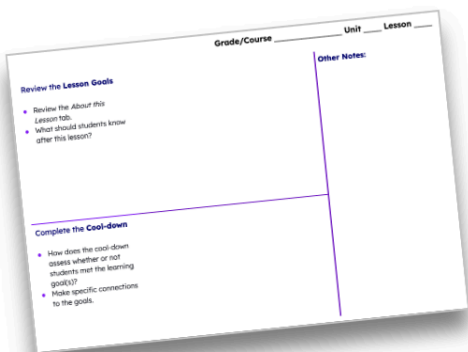 Grade/Course ____________ Unit ____ Lesson ____
Review the Lesson Goals
• Review the About this
Lesson tab.
• What should students know
after this lesson?
Other Notes:
Complete the Cool-down
• How does the cool-down
assess whether or not
students met the learning
goal(s)?
• Make specific connections
to the goals.